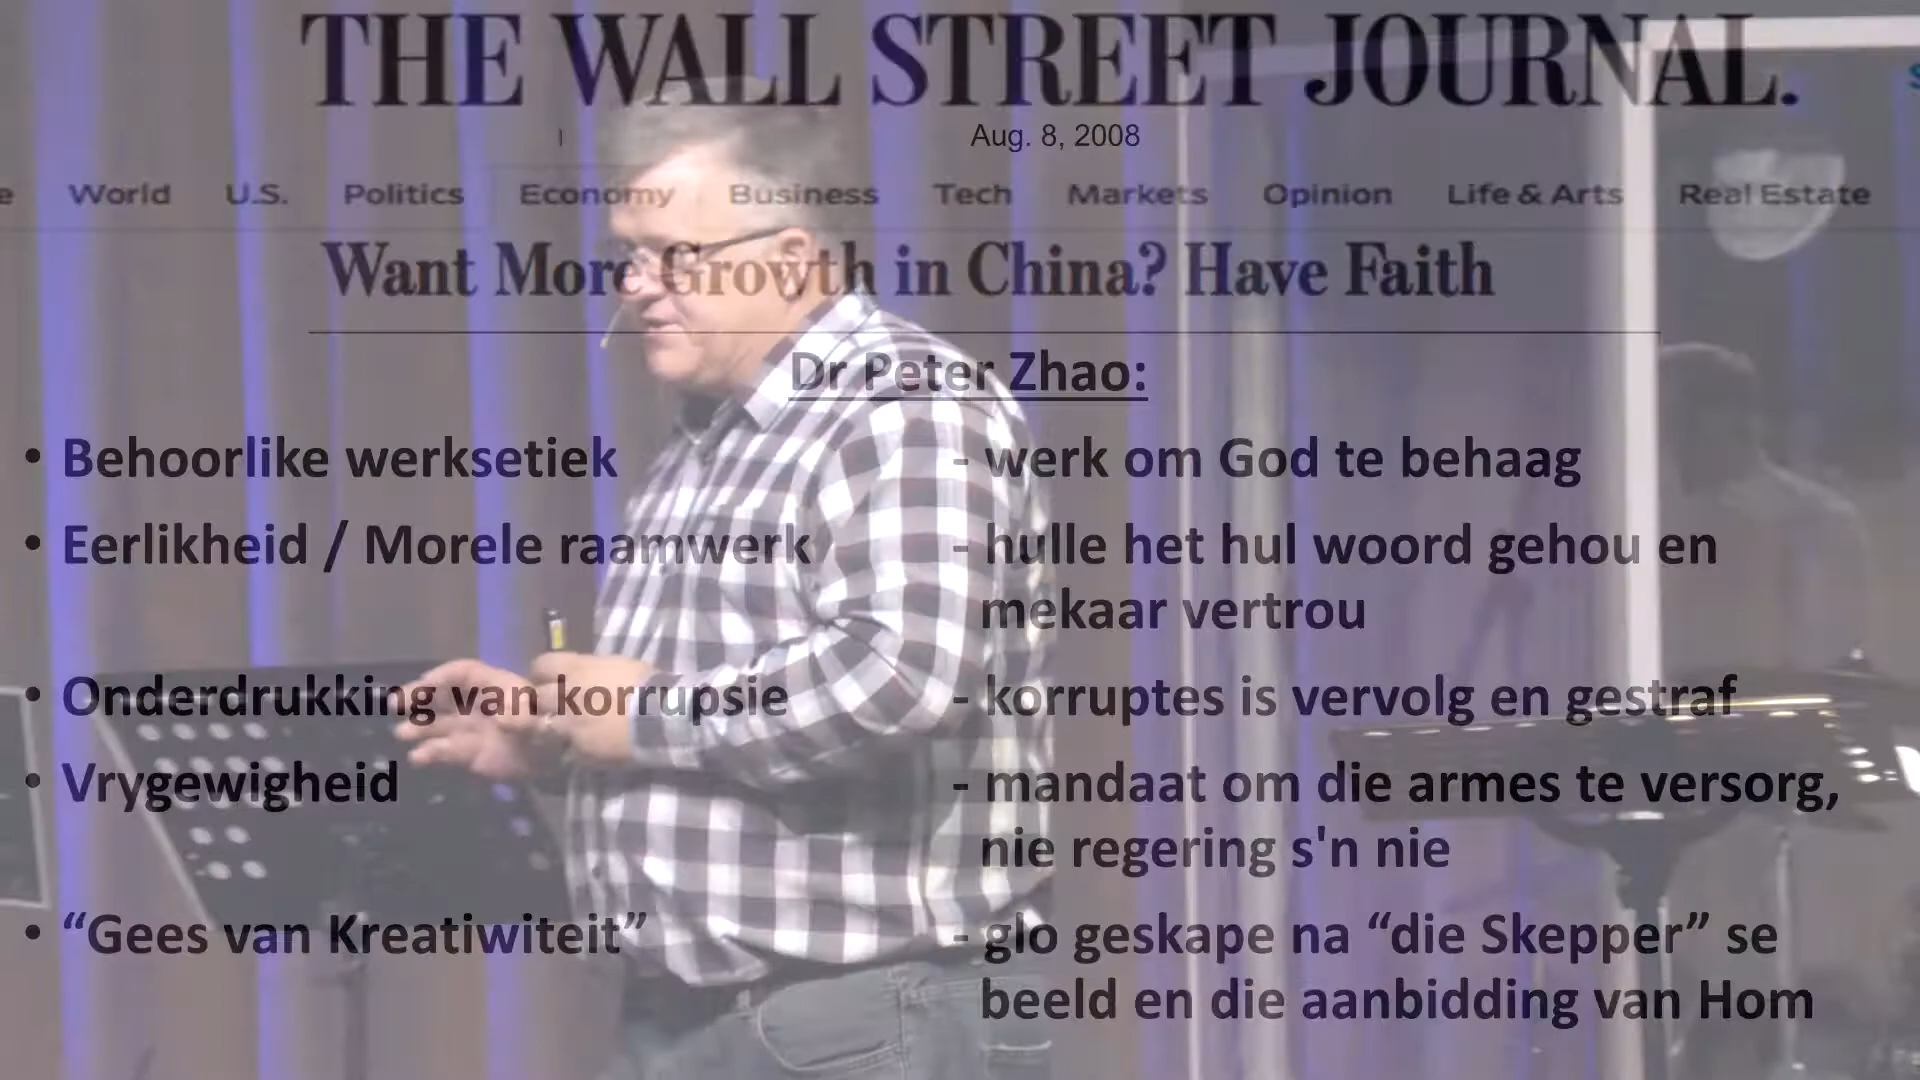 THE WALL STREET JOURNAL.
Aug. 8, 2008
World U.S. Politics Economy Business Tech Markets Opinion Life & Arts Real Estate
Want More Growth in China? Have Faith
Dr Peter Zhao:
• Behoorlike werksetiek - werk om God te behaag
• Eerlikheid / Morele raamwerk - hulle het hul woord gehou en
mekaar vertrou
• Onderdrukking van korrupsie - korruptes is vervolg en gestraf
• Vrygewigheid - mandaat om die armes te versorg,
nie regering s'n nie
• “Gees van Kreatiwiteit” - glo geskape na “die Skepper” se
beeld en die aanbidding van Hom